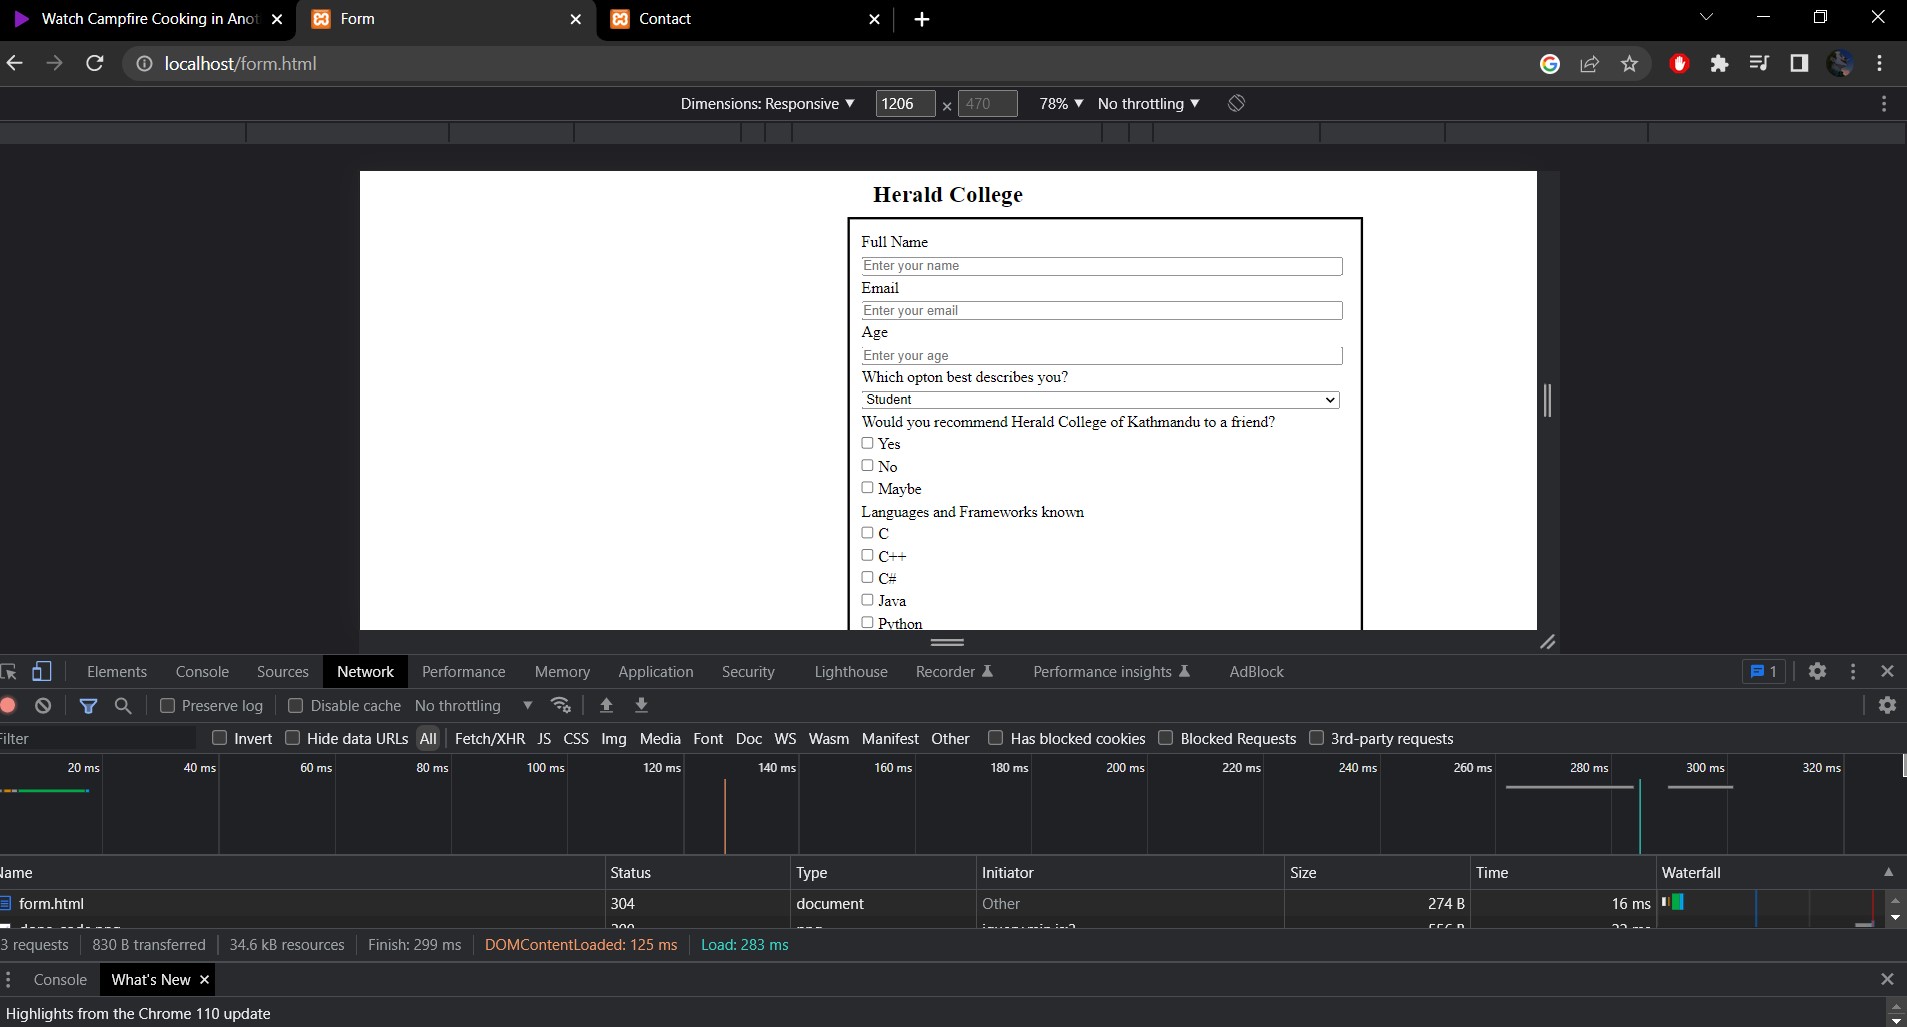 Watch Campfire Cooking in Anot
Form
Contact
localhost/form.html
Dimensions: Responsive 1206 × 470 78% No throttling
Herald College
Full Name
Enter your name
Email
Enter your email
Age
Enter your age
Which opton best describes you?
Student
Would you recommend Herald College of Kathmandu to a friend?
Yes
No
Maybe
Languages and Frameworks known
C
C++
C#
Java
Python
Elements Console Sources Network Performance Memory Application Security Lighthouse Recorder Performance insights AdBlock 1
Preserve log Disable cache No throttling
Filter Invert Hide data URLs All Fetch/XHR JS CSS Img Media Font Doc WS Wasm Manifest Other Has blocked cookies Blocked Requests 3rd-party requests
20 ms 40 ms 60 ms 80 ms 100 ms 120 ms 140 ms 160 ms 180 ms 200 ms 220 ms 240 ms 260 ms 280 ms 300 ms 320 ms
Name Status Type Initiator Size Time Waterfall
form.html 304 document Other 274 B 16 ms
3 requests 830 B transferred 34.6 kB resources Finish: 299 ms DOMContentLoaded: 125 ms Load: 283 ms
Console What's New
Highlights from the Chrome 110 update